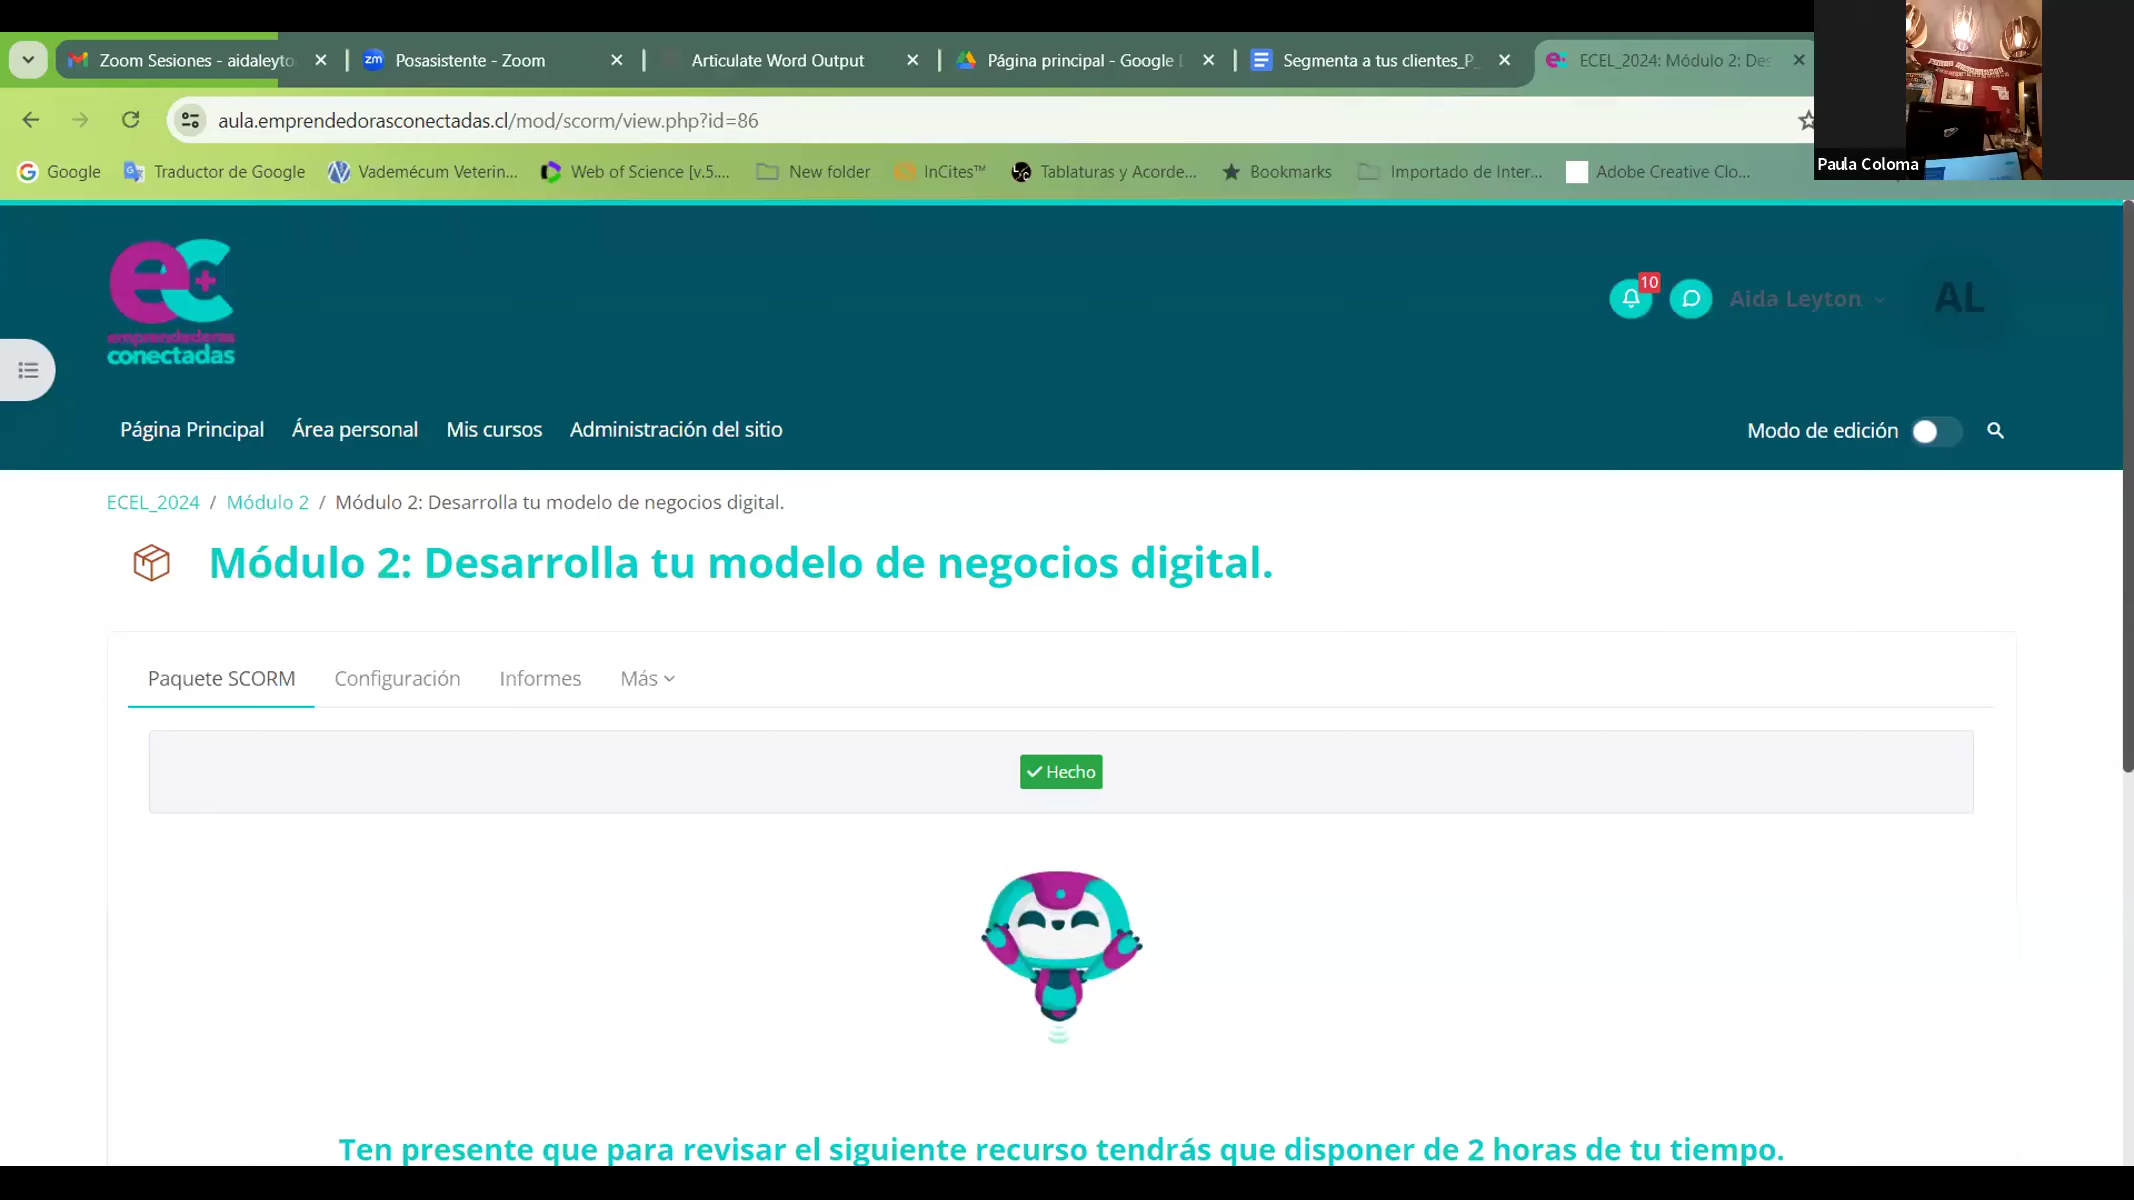 Zoom Sesiones - aidaleyto
Posasistente - Zoom
Articulate Word Output
Página principal - Google
Segmenta a tus clientes_P
ECEL_2024: Módulo 2: Des
aula.emprendedorasconectadas.cl/mod/scorm/view.php?id=86
Paula Coloma
Google
Traductor de Google
Vademécum Veterin...
Web of Science [v.5....
New folder
InCites™
Tablaturas y Acorde...
Bookmarks
Importado de Inter...
Adobe Creative Clo...
ec+
emprendedoras
conectadas
10
Aida Leyton
AL
Página Principal
Área personal
Mis cursos
Administración del sitio
Modo de edición
ECEL_2024 / Módulo 2 / Módulo 2: Desarrolla tu modelo de negocios digital.
Módulo 2: Desarrolla tu modelo de negocios digital.
Paquete SCORM
Configuración
Informes
Más
Hecho
Ten presente que para revisar el siguiente recurso tendrás que disponer de 2 horas de tu tiempo.